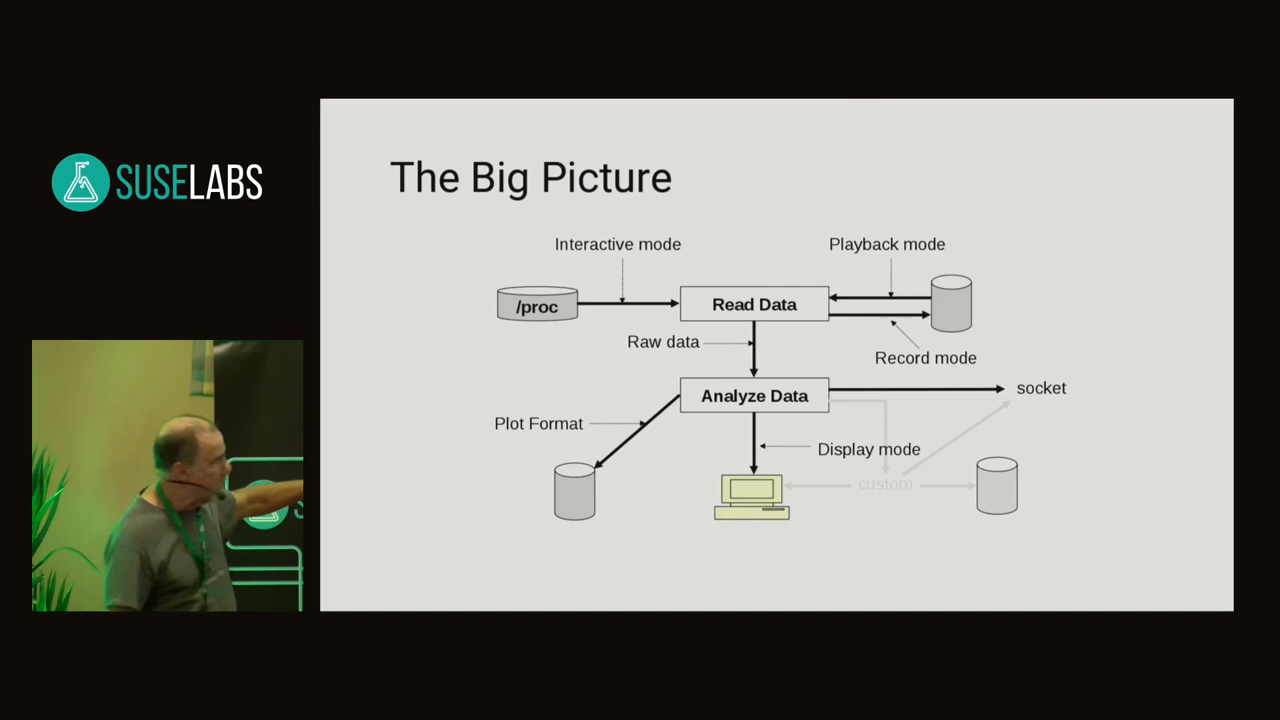 SUSELABS
The Big Picture
Interactive mode
Playback mode
/proc
Read Data
Raw data
Record mode
Analyze Data
socket
Plot Format
Display mode
custom
S